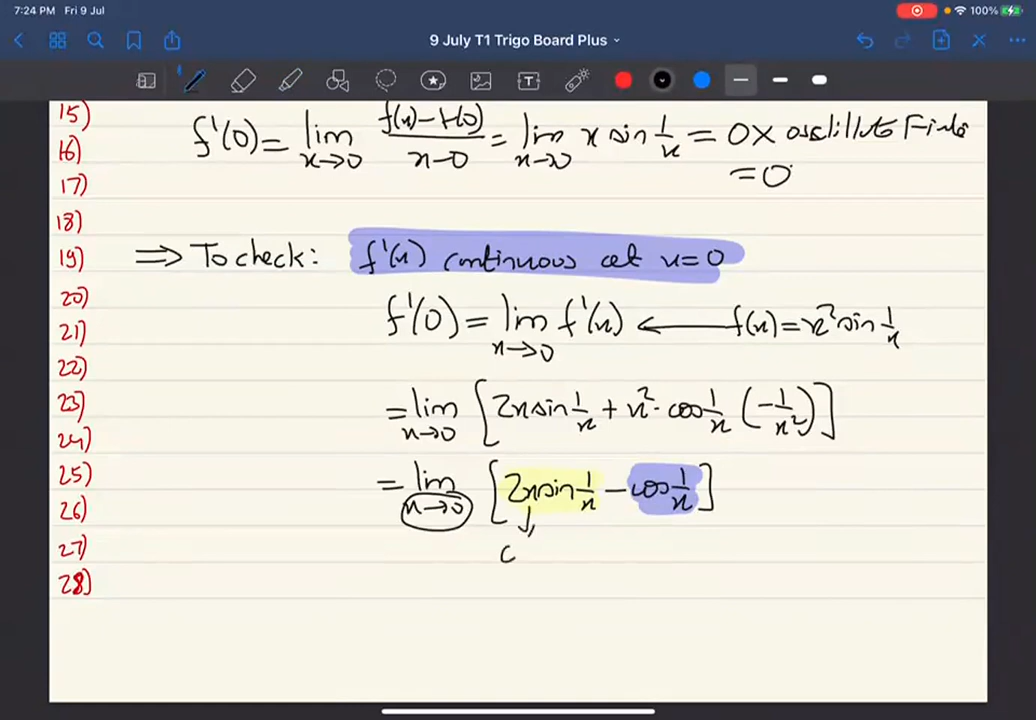 7:24 PM Fri 9 Jul 100%
9 July T1 Trigo Board Plus
15)
16) f'(0) = lim x→0 f(x)-f(0)/x-0 = lim x→0 x sin 1/x = 0 × oscillate Finite
17) = 0
18)
19) ⇒ To check: f'(x) continuous at x=0
20)
21) f'(0) = lim x→0 f'(x) ← f(x) = x² sin 1/x
22)
23) = lim x→0 [2x sin 1/x + x² · cos 1/x (-1/x²)]
24)
25) = lim x→0 [2x sin 1/x - cos 1/x]
26) ↓
27)
28)